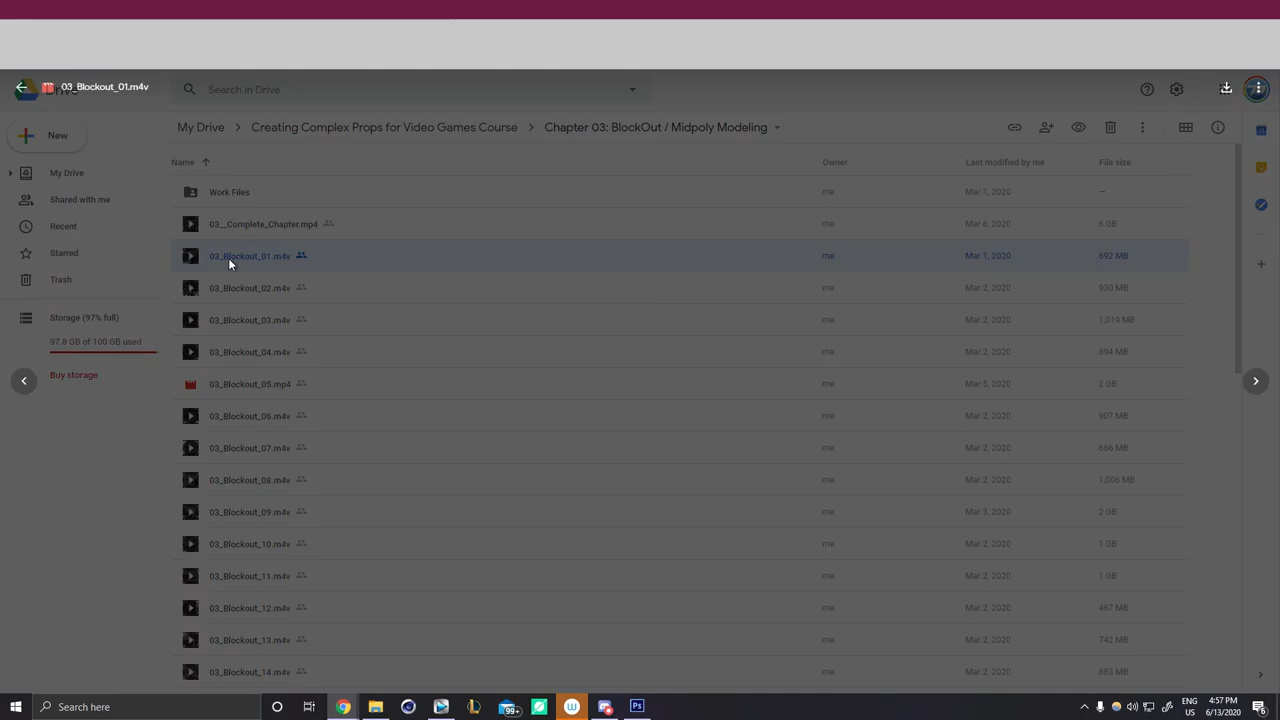 03_Blockout_01.m4v
Search in Drive
New
My Drive
Creating Complex Props for Video Games Course
Chapter 03: BlockOut / Midpoly Modeling
My Drive
Shared with me
Recent
Starred
Trash
Storage (97% full)
97.8 GB of 100 GB used
Buy storage
Name Owner Last modified by me File size
Work Files me Mar 1, 2020 –
03__Complete_Chapter.mp4 me Mar 6, 2020 6 GB
03_Blockout_01.m4v me Mar 1, 2020 692 MB
03_Blockout_02.m4v me Mar 2, 2020 930 MB
03_Blockout_03.m4v me Mar 2, 2020 1,019 MB
03_Blockout_04.m4v me Mar 2, 2020 894 MB
03_Blockout_05.mp4 me Mar 5, 2020 2 GB
03_Blockout_06.m4v me Mar 2, 2020 907 MB
03_Blockout_07.m4v me Mar 2, 2020 686 MB
03_Blockout_08.m4v me Mar 2, 2020 1,006 MB
03_Blockout_09.m4v me Mar 3, 2020 2 GB
03_Blockout_10.m4v me Mar 2, 2020 1 GB
03_Blockout_11.m4v me Mar 2, 2020 1 GB
03_Blockout_12.m4v me Mar 2, 2020 467 MB
03_Blockout_13.m4v me Mar 2, 2020 742 MB
03_Blockout_14.m4v me Mar 2, 2020 883 MB
Search here
99+
w
Ps
ENG
US
4:57 PM
6/13/2020
6